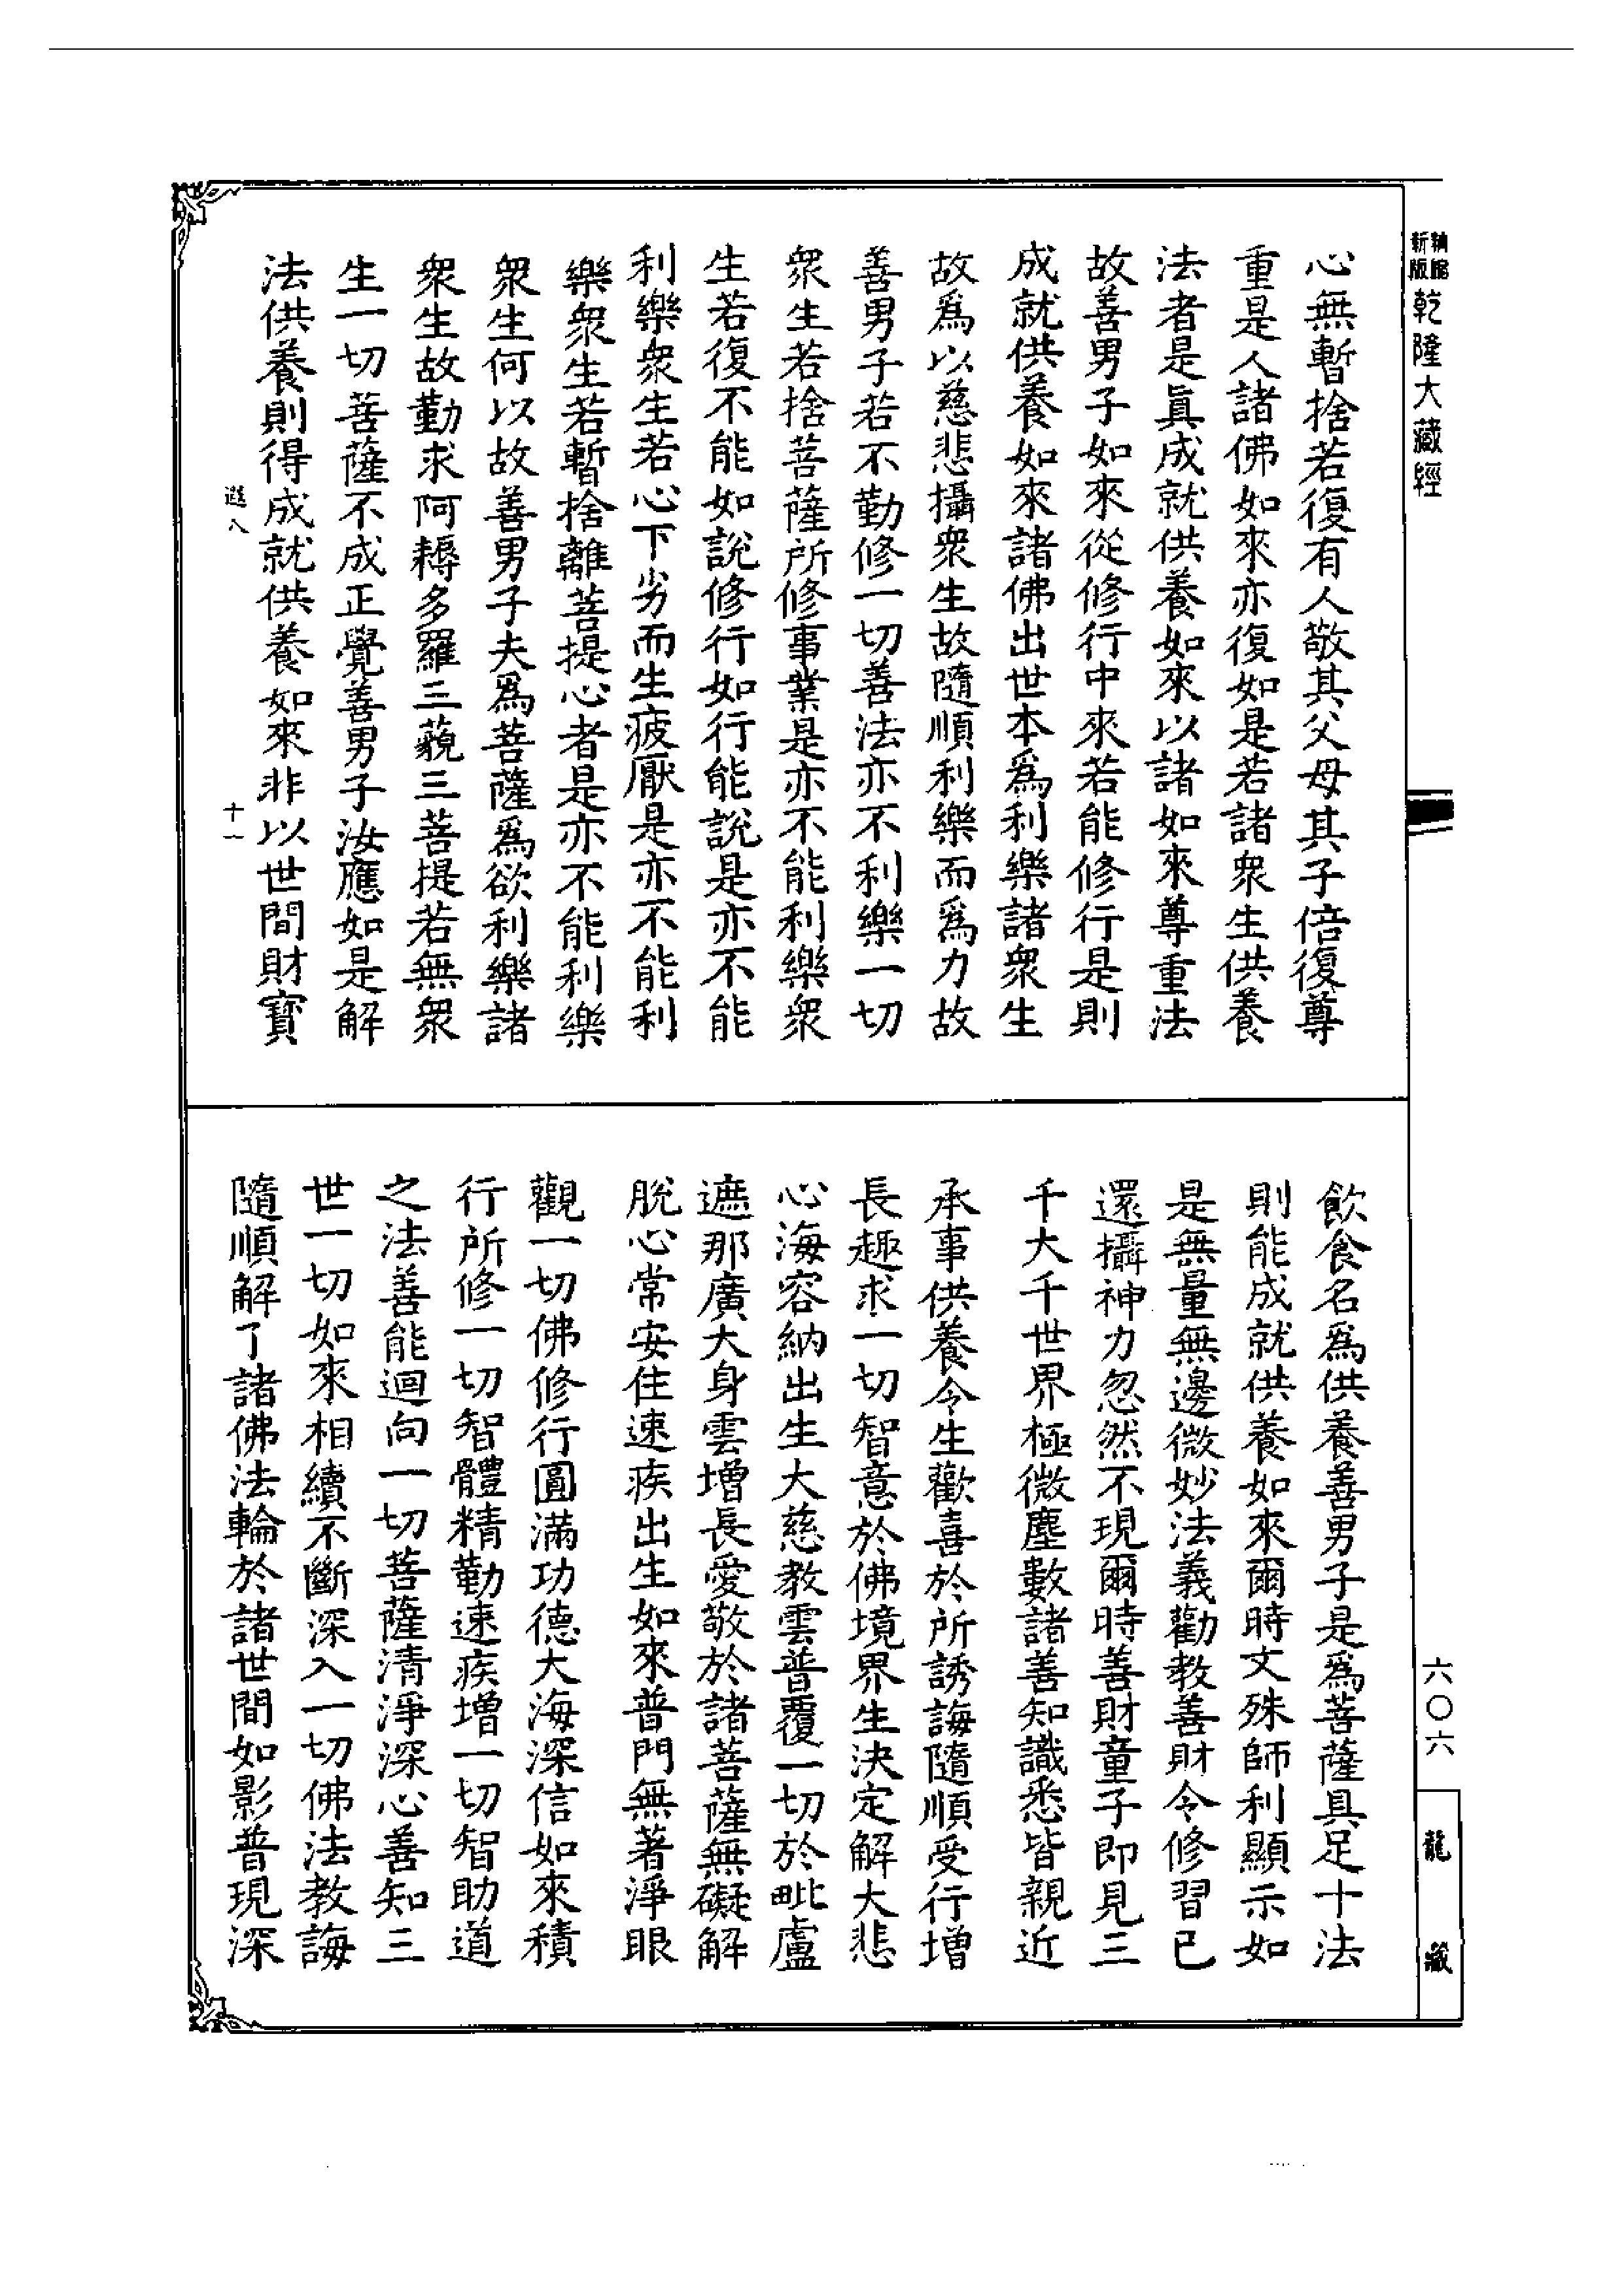 新版
乾隆大藏經
心無暫捨若復有人敬其父母其子倍復尊
重是人諸佛如來亦復如是若諸衆生供養
法者是眞成就供養如來以諸如來尊重法
故善男子如來從修行中來若能修行是則
成就供養如來諸佛出世本爲利樂諸衆生
故爲以慈悲攝衆生故隨順利樂而爲力故
善男子若不勤修一切善法亦不利樂一切
衆生若捨菩薩所修事業是亦不能利樂衆
生若復不能如說修行如行能說是亦不能
利樂衆生若心下劣而生疲厭是亦不能利
樂衆生若暫捨離菩提心者是亦不能利樂
衆生何以故善男子夫爲菩薩爲欲利樂諸
衆生故勤求阿耨多羅三藐三菩提若無衆
生一切菩薩不成正覺善男子汝應如是解
法供養則得成就供養如來非以世間財寳
十一
飲食名爲供養善男子是爲菩薩具足十法
則能成就供養如來爾時文殊師利顯示如
是無量無邊微妙法義勸教善財令修習已
還攝神力忽然不現爾時善財童子即見三
千大千世界極微塵數諸善知識悉皆親近
承事供養令生歡喜於所誘誨隨順受行增
長趣求一切智意於佛境界生決定解大悲
心海容納出生大慈教雲普覆一切於毗盧
遮那廣大身雲增長愛敬於諸菩薩無礙解
脫心常安住速疾出生如來普門無著淨眼
觀一切佛修行圓滿功德大海深信如來積
行所修一切智體精勤速疾增一切智助道
之法善能迴向一切菩薩清淨深心善知三
世一切如來相續不斷深入一切佛法教誨
隨順解了諸佛法輪於諸世間如影普現深
六〇六
龍藏